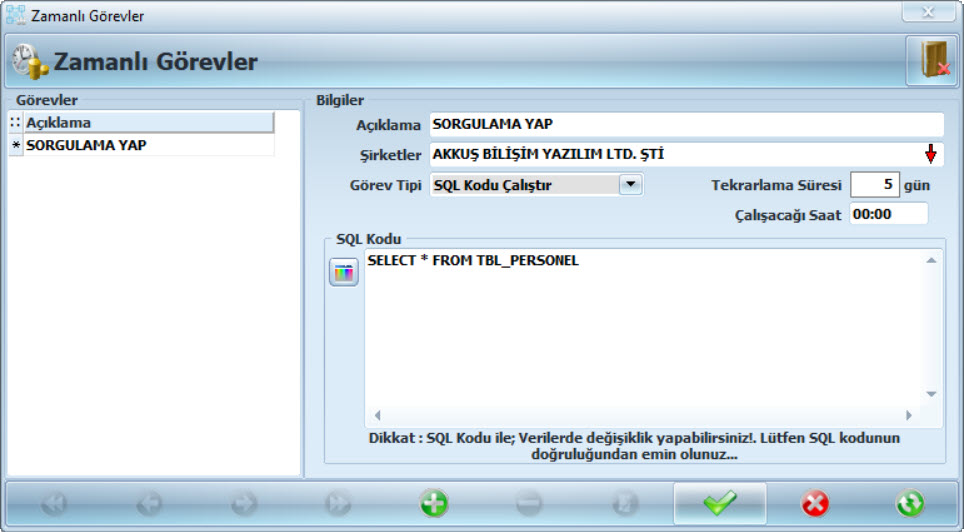 Zamanlı Görevler
Zamanlı Görevler
Görevler
Açıklama
* SORGULAMA YAP
Bilgiler
Açıklama SORGULAMA YAP
Şirketler AKKUŞ BİLİŞİM YAZILIM LTD. ŞTİ
Görev Tipi SQL Kodu Çalıştır Tekrarlama Süresi 5 gün
Çalışacağı Saat 00:00
SQL Kodu
SELECT * FROM TBL_PERSONEL
Dikkat : SQL Kodu ile; Verilerde değişiklik yapabilirsiniz!. Lütfen SQL kodunun
doğruluğundan emin olunuz...